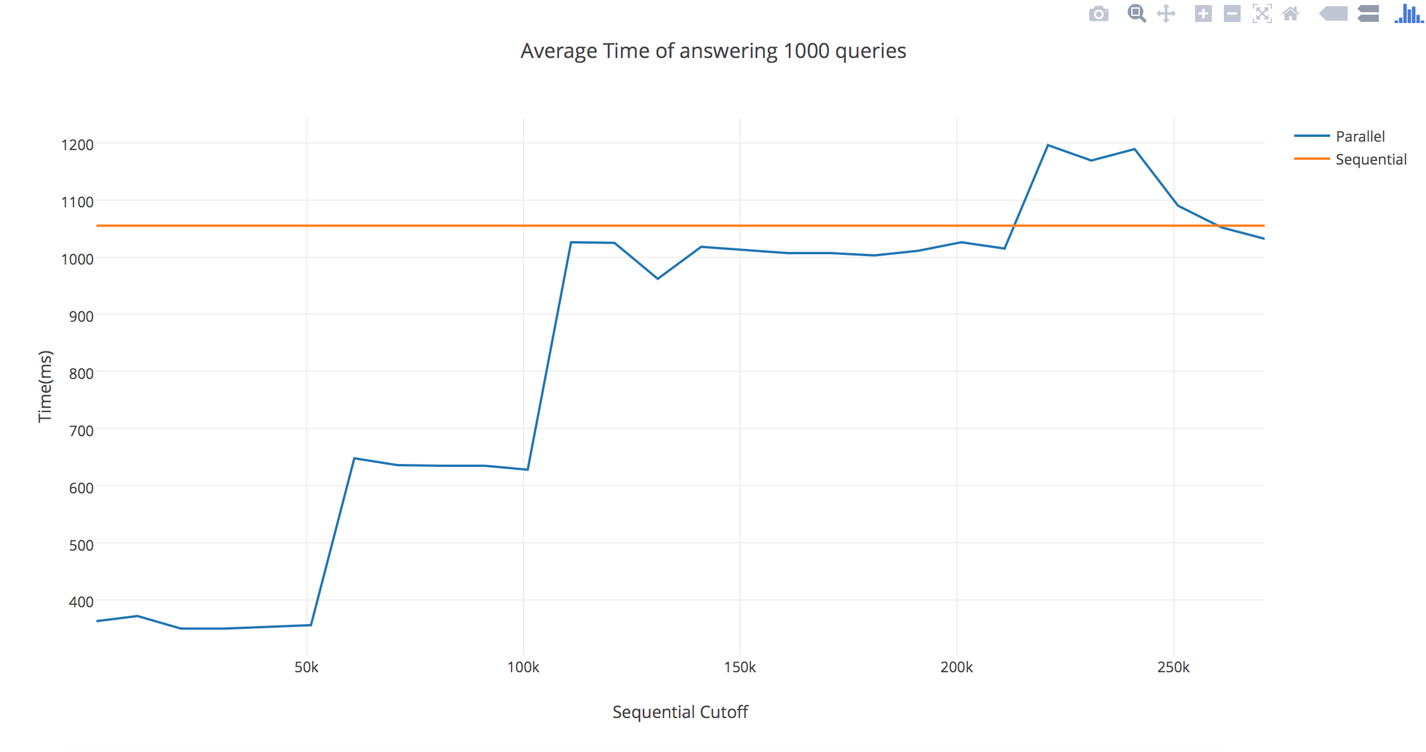 Average Time of answering 1000 queries
Parallel
Sequential
1200
1100
1000
900
800
700
600
500
400
Time(ms)
50k
100k
150k
200k
250k
Sequential Cutoff